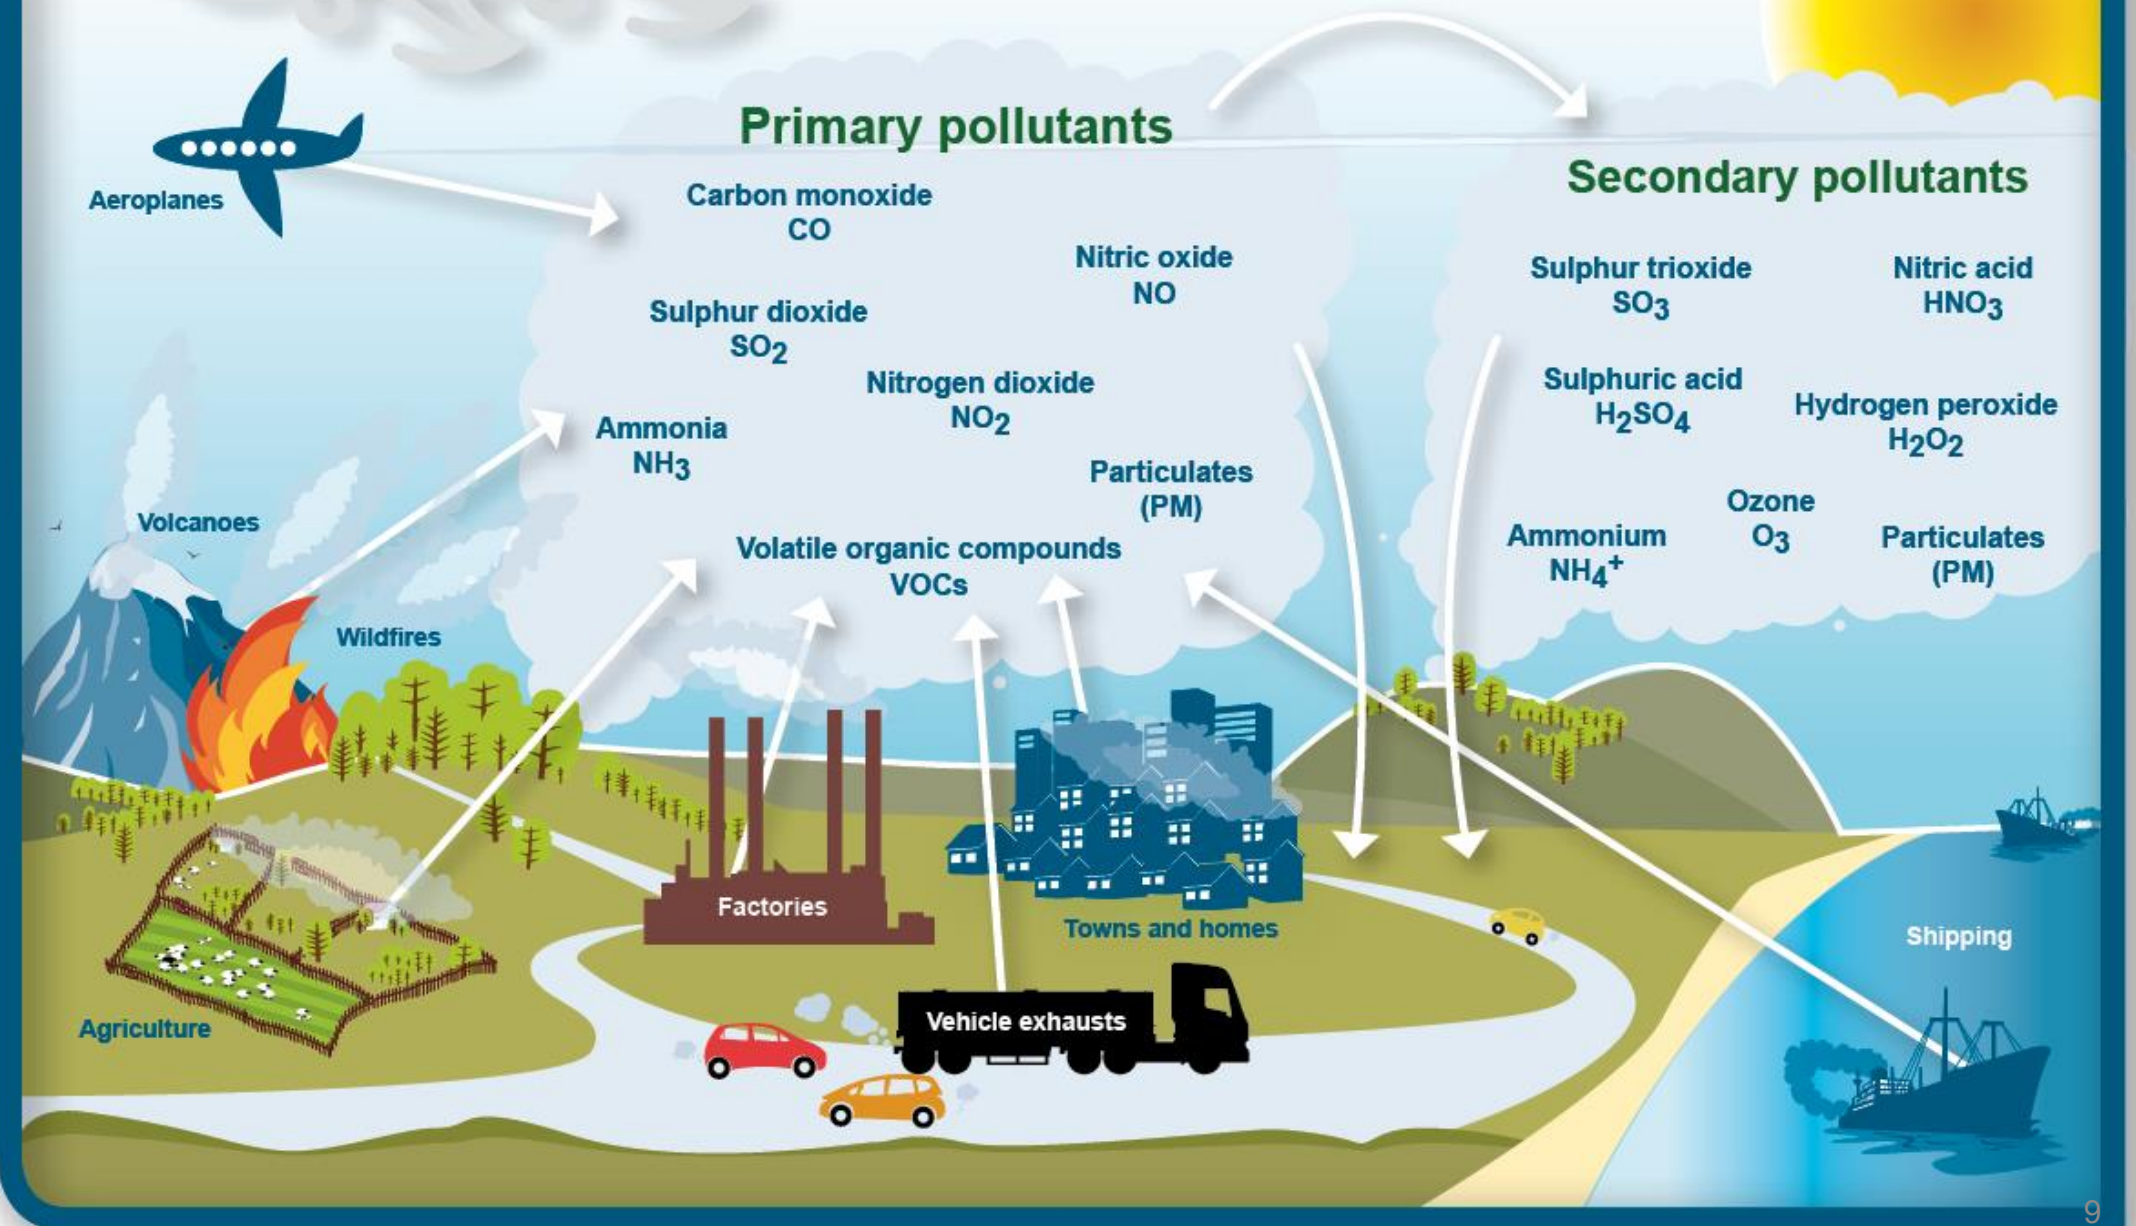 Primary pollutants
Secondary pollutants
Aeroplanes
Carbon monoxide
CO
Nitric oxide
NO
Sulphur dioxide
SO2
Nitrogen dioxide
NO2
Ammonia
NH3
Particulates
(PM)
Volatile organic compounds
VOCs
Sulphur trioxide
SO3
Nitric acid
HNO3
Sulphuric acid
H2SO4
Hydrogen peroxide
H2O2
Ozone
O3
Ammonium
NH4+
Particulates
(PM)
Volcanoes
Wildfires
Factories
Towns and homes
Shipping
Agriculture
Vehicle exhausts
9